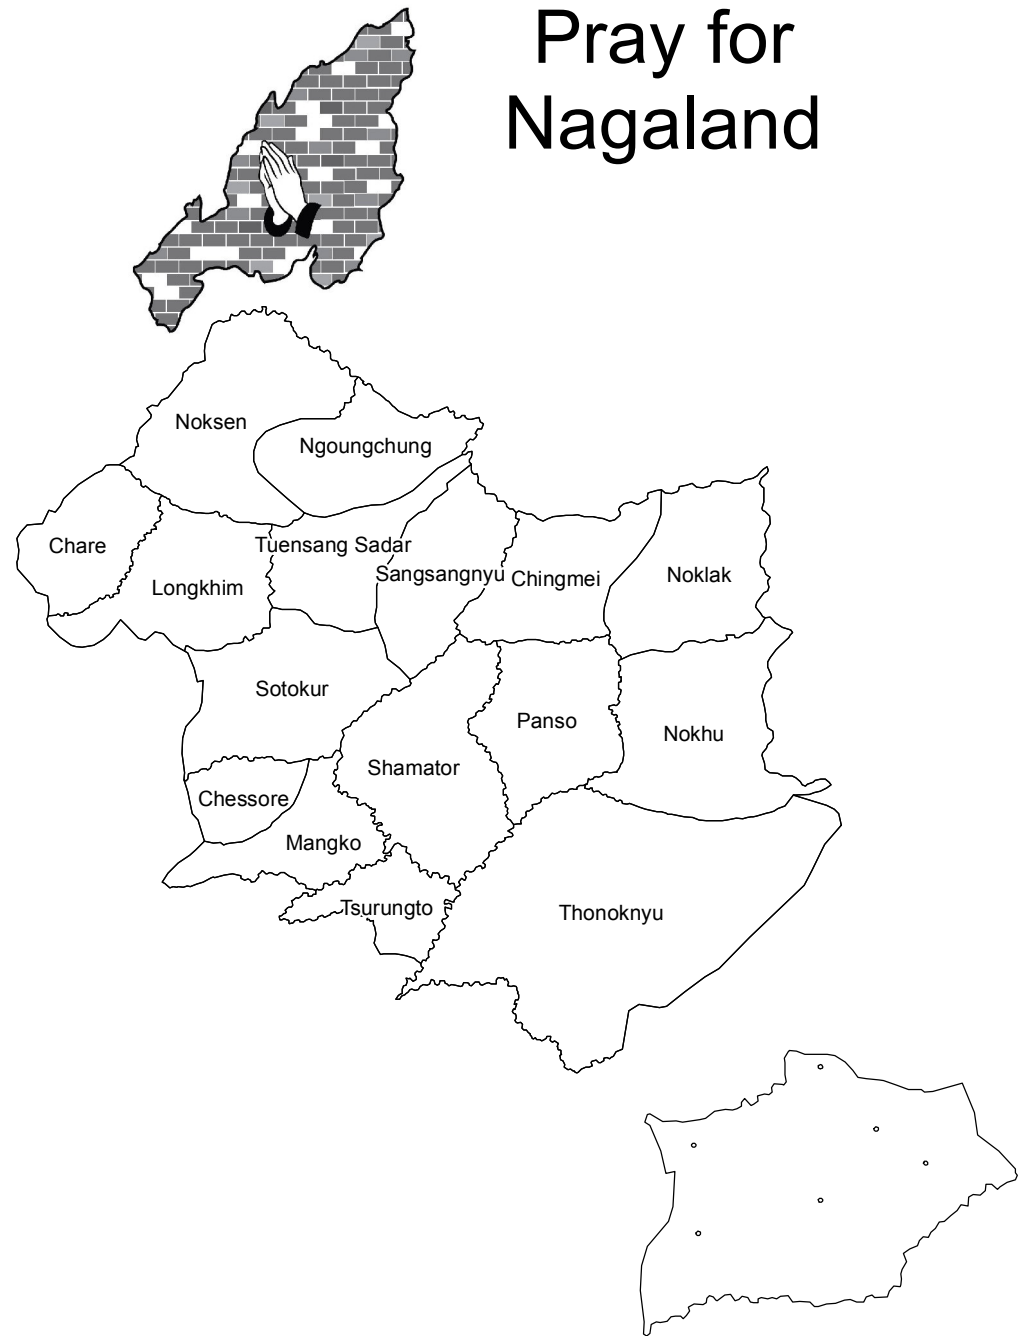 Pray for
Nagaland
Noksen
Ngoungchung
Chare
Tuensang Sadar
Longkhim
Sangsangnyu
Chingmei
Noklak
Sotokur
Panso
Nokhu
Shamator
Chessore
Mangko
Tsurungto
Thonoknyu